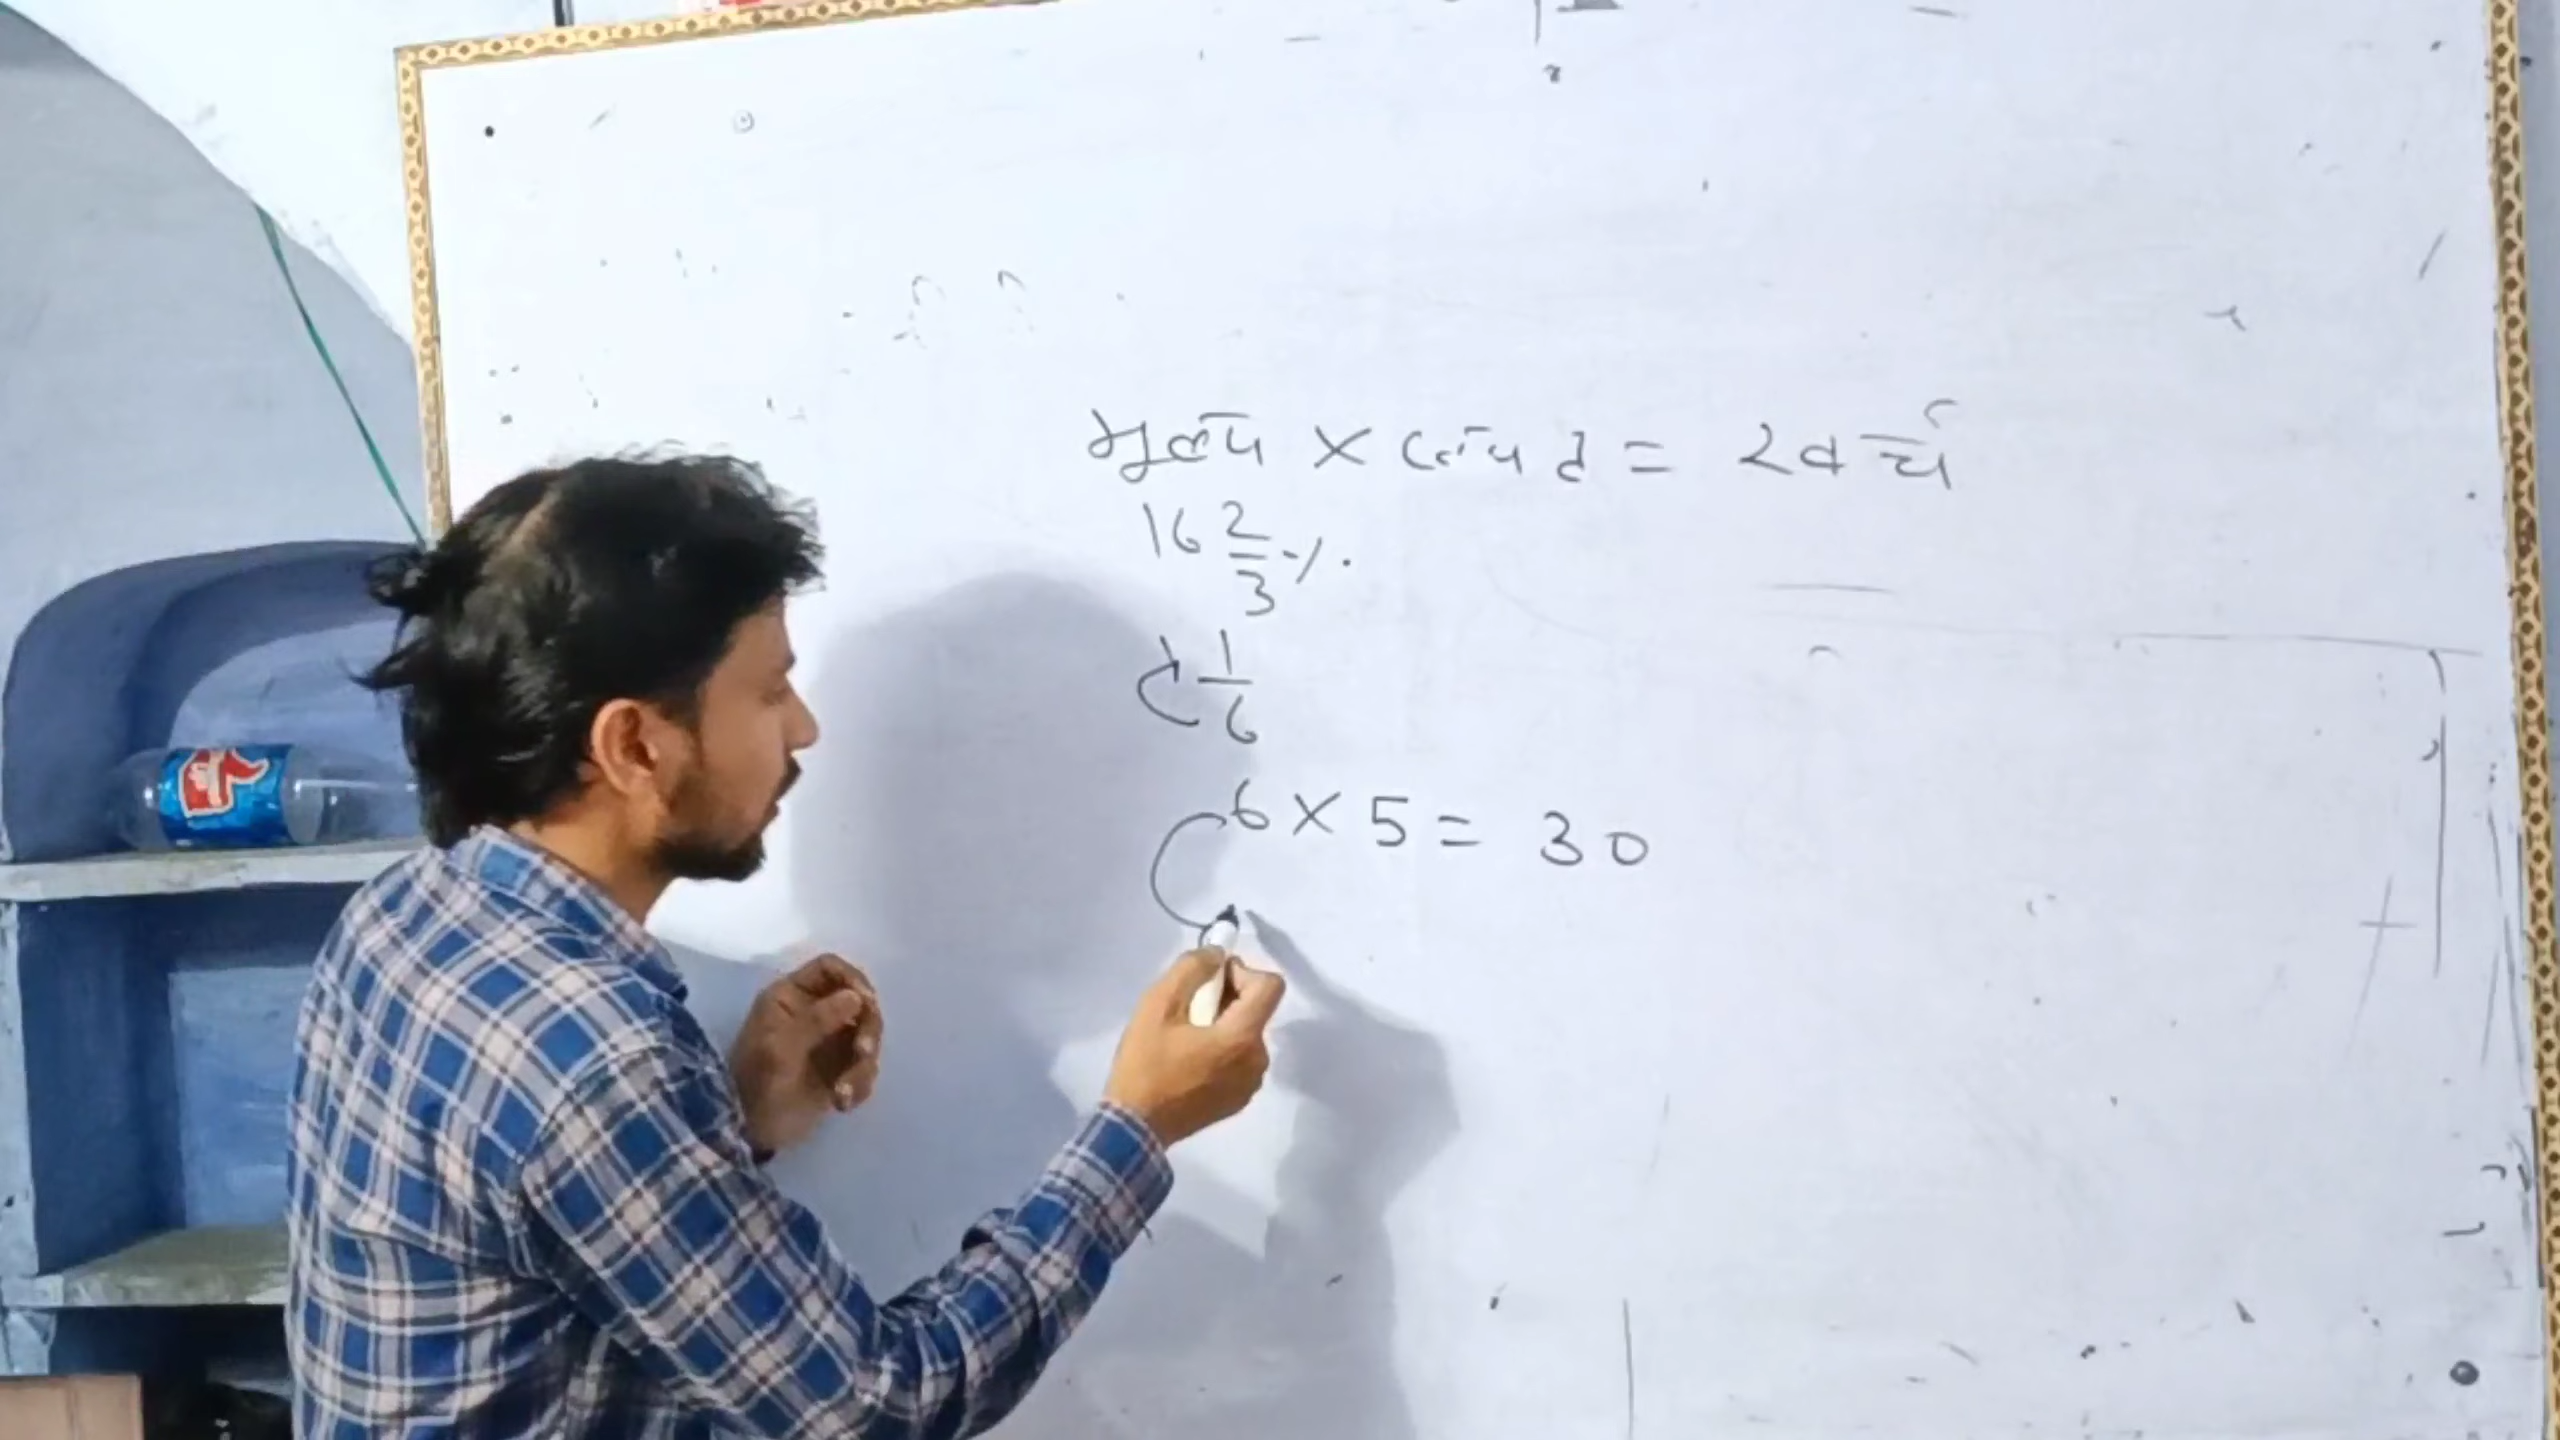 मुल्य × खपत = खर्च
16 2/3 %
1/6
6 × 5 = 30